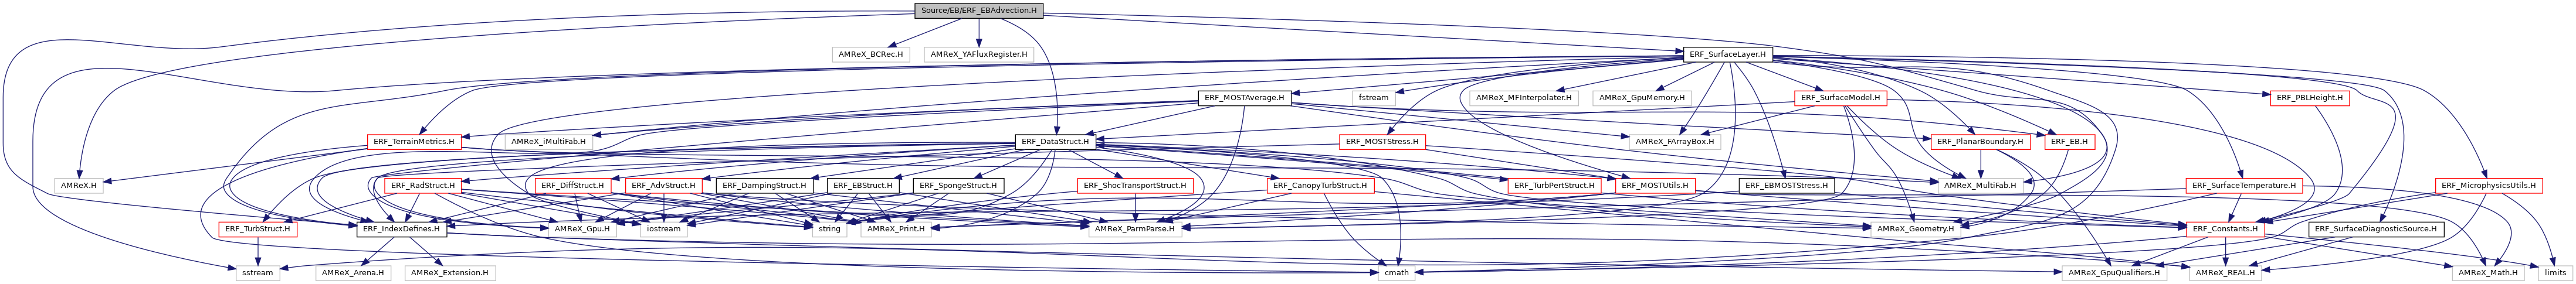 Source/EB/ERF_EBAdvection.H
AMReX_BCRec.H
AMReX_YAFluxRegister.H
ERF_SurfaceLayer.H
ERF_MOSTAverage.H
fstream
AMReX_MFInterpolater.H
AMReX_GpuMemory.H
ERF_SurfaceModel.H
ERF_PBLHeight.H
ERF_TerrainMetrics.H
AMReX_iMultiFab.H
ERF_DataStruct.H
ERF_MOSTStress.H
AMReX_FArrayBox.H
ERF_PlanarBoundary.H
ERF_EB.H
AMReX.H
ERF_RadStruct.H
ERF_DiffStruct.H
ERF_AdvStruct.H
ERF_DampingStruct.H
ERF_EBStruct.H
ERF_SpongeStruct.H
ERF_ShocTransportStruct.H
ERF_CanopyTurbStruct.H
ERF_TurbPertStruct.H
ERF_MOSTUtils.H
ERF_EBMOSTStress.H
AMReX_MultiFab.H
ERF_SurfaceTemperature.H
ERF_MicrophysicsUtils.H
ERF_TurbStruct.H
ERF_IndexDefines.H
AMReX_Gpu.H
iostream
string
AMReX_Print.H
AMReX_ParmParse.H
AMReX_Geometry.H
ERF_Constants.H
ERF_SurfaceDiagnosticSource.H
sstream
AMReX_Arena.H
AMReX_Extension.H
cmath
AMReX_GpuQualifiers.H
AMReX_REAL.H
AMReX_Math.H
limits